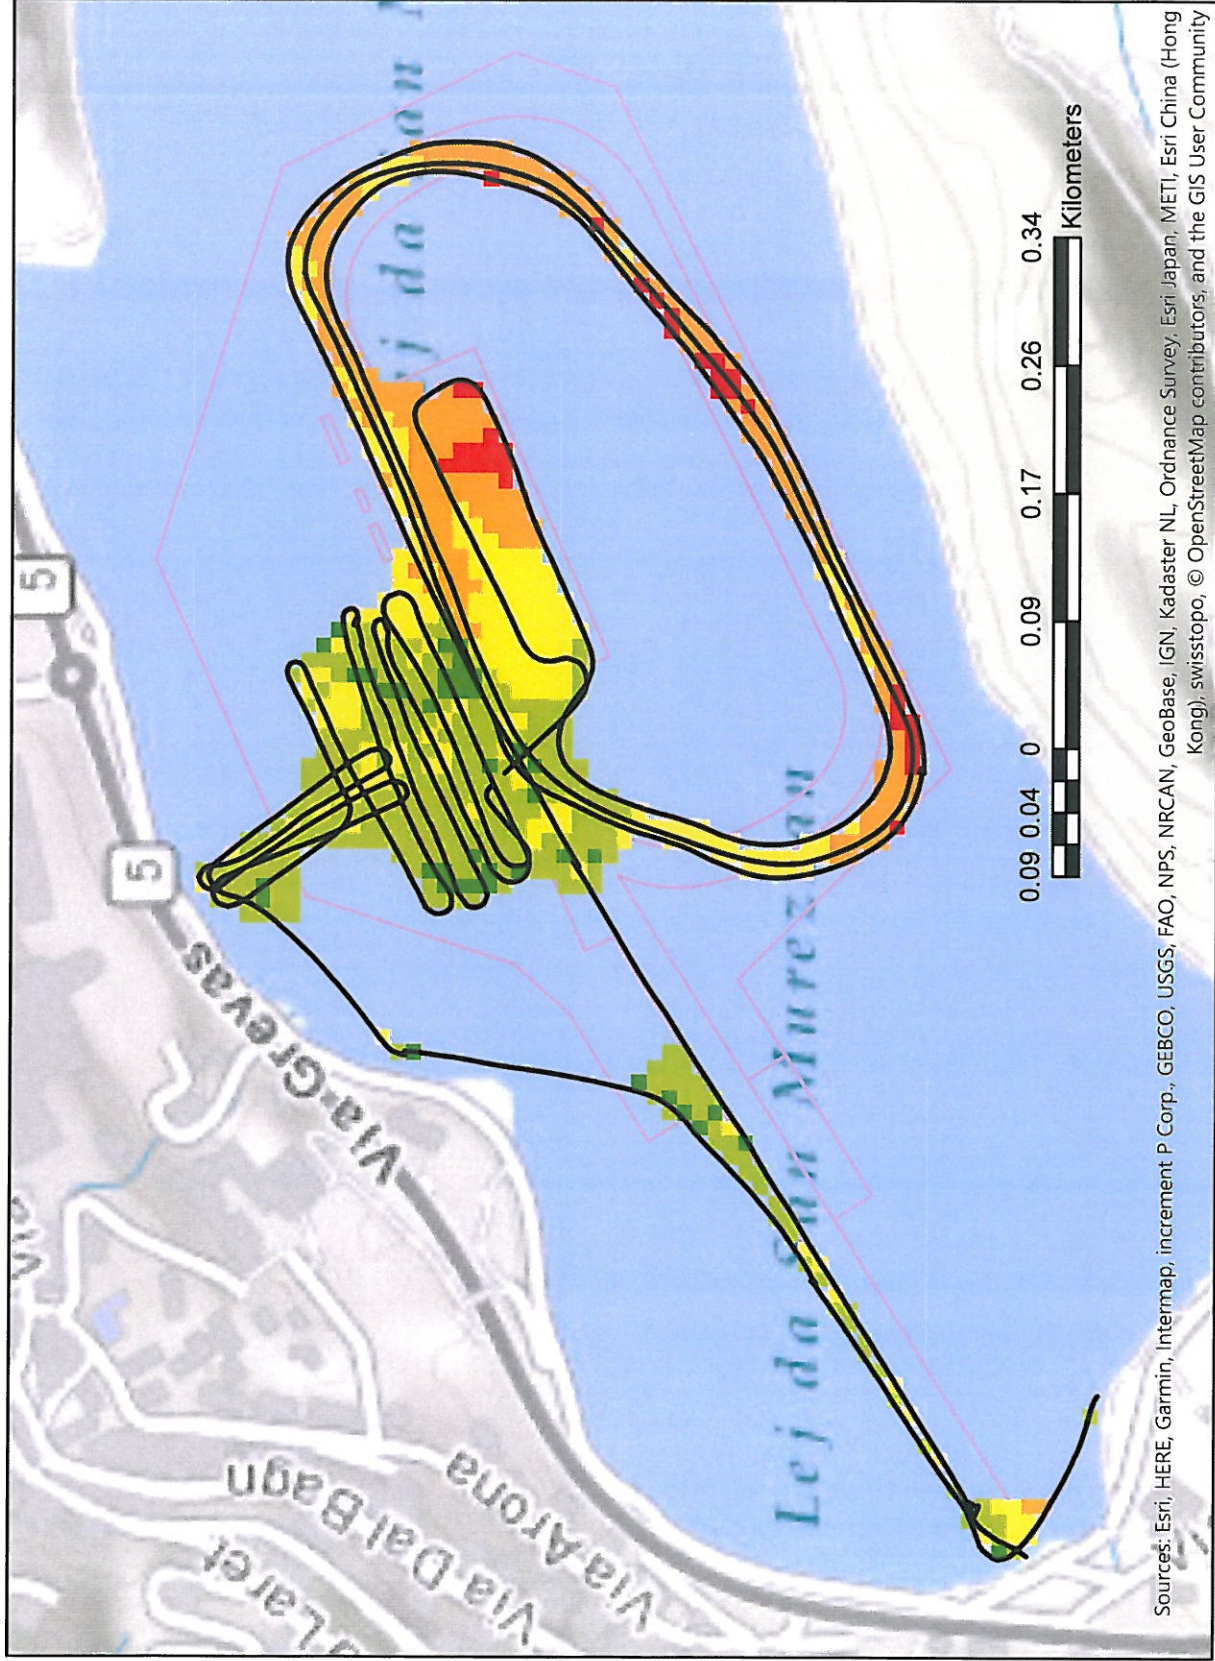 5
5
Via Grevas
Laret
Via Dal Bagn
Via Arona
Lej da San Murezzan
0.09 0.04 0 0.09 0.17 0.26 0.34
Kilometers
Sources: Esri, HERE, Garmin, Intermap, increment P Corp., GEBCO, USGS, FAO, NPS, NRCAN, GeoBase, IGN, Kadaster NL, Ordnance Survey, Esri Japan, METI, Esri China (Hong
Kong), swisstopo, © OpenStreetMap contributors, and the GIS User Community